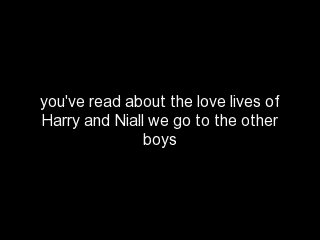 you've read about the love lives of
Harry and Niall we go to the other
boys